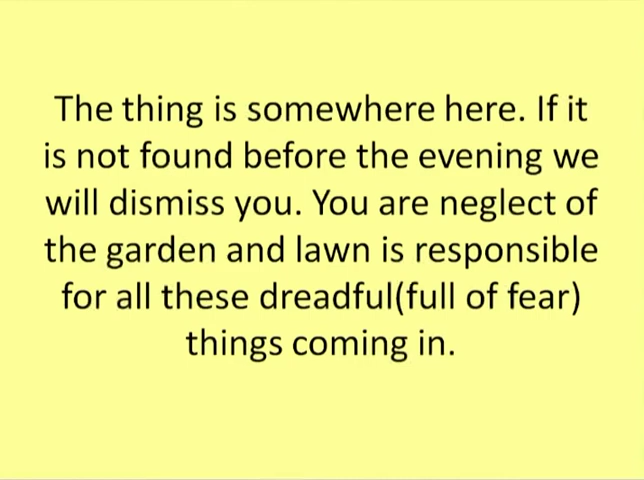 The thing is somewhere here. If it
is not found before the evening we
will dismiss you. You are neglect of
the garden and lawn is responsible
for all these dreadful(full of fear)
things coming in.